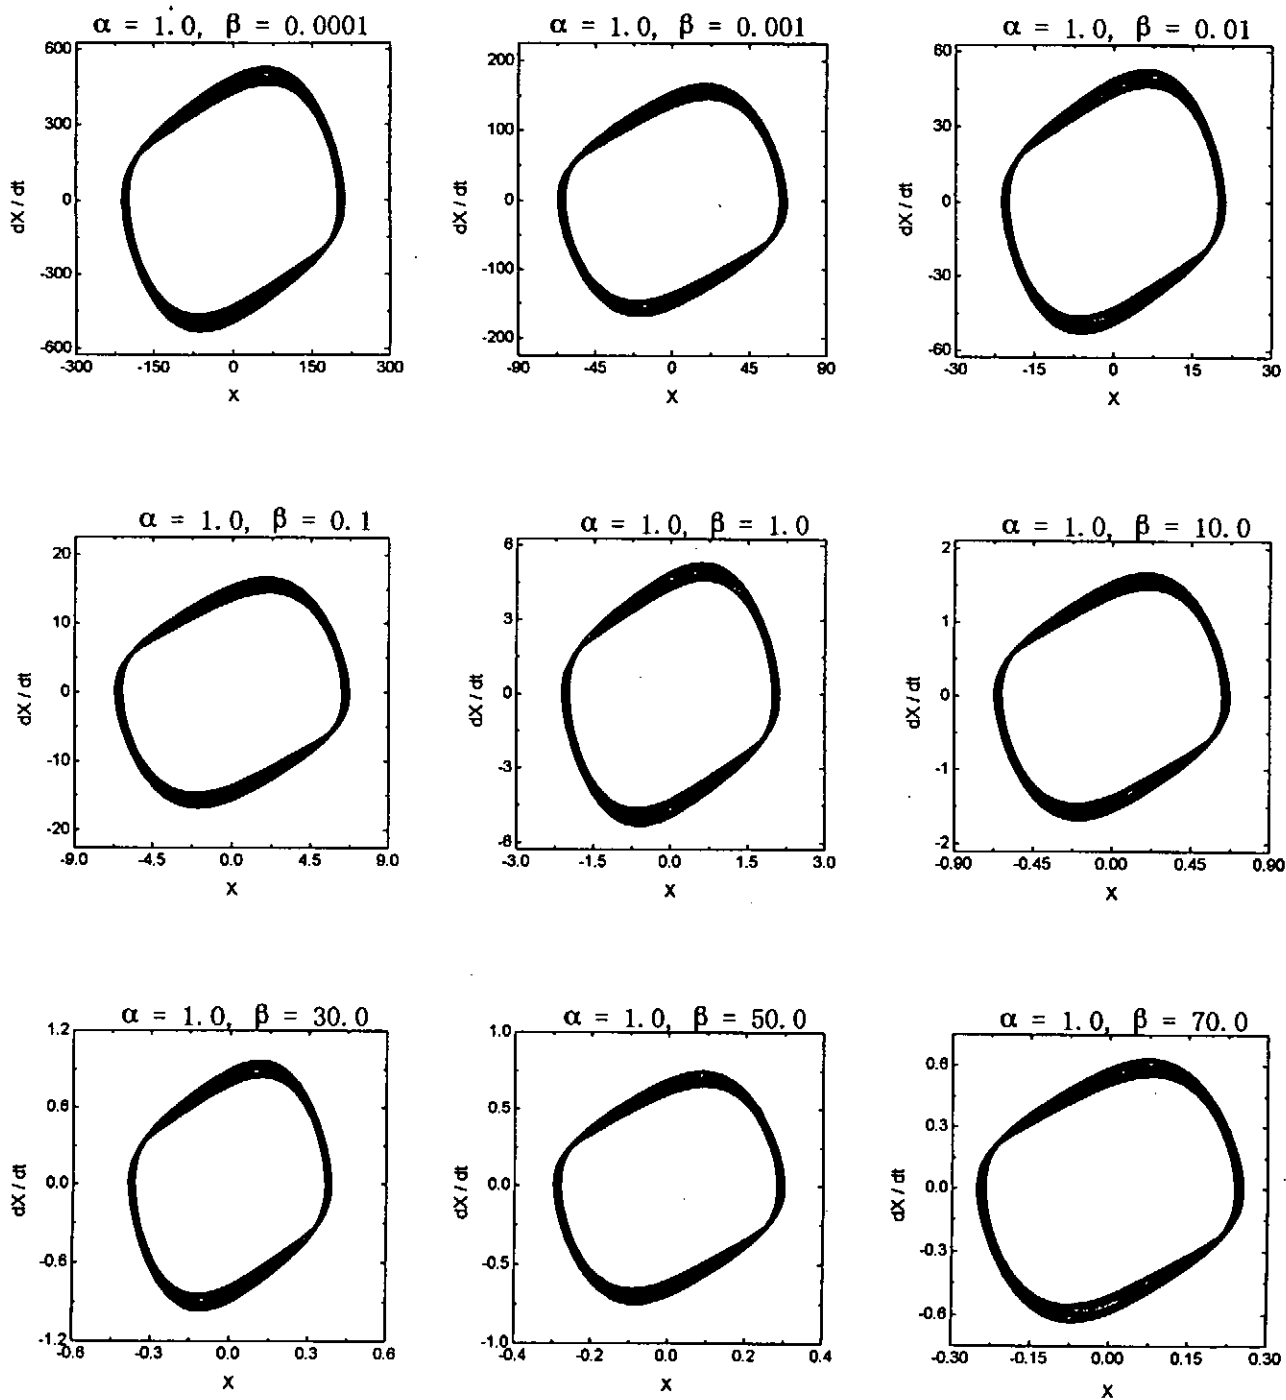 α = 1.0, β = 0.0001
600
300
0
-300
-600
dX / dt
-300 -150 0 150 300
X
α = 1.0, β = 0.001
200
100
0
-100
-200
dX / dt
-90 -45 0 45 90
X
α = 1.0, β = 0.01
60
30
0
-30
-60
dX / dt
-30 -15 0 15 30
X
α = 1.0, β = 0.1
20
10
0
-10
-20
dX / dt
-9.0 -4.5 0.0 4.5 9.0
X
α = 1.0, β = 1.0
6
3
0
-3
-6
dX / dt
-3.0 -1.5 0.0 1.5 3.0
X
α = 1.0, β = 10.0
2
1
0
-1
-2
dX / dt
-0.90 -0.45 0.00 0.45 0.90
X
α = 1.0, β = 30.0
1.2
0.6
0.0
-0.6
-1.2
dX / dt
-0.6 -0.3 0.0 0.3 0.6
X
α = 1.0, β = 50.0
1.0
0.5
0.0
-0.5
-1.0
dX / dt
-0.4 -0.2 0.0 0.2 0.4
X
α = 1.0, β = 70.0
0.6
0.3
0.0
-0.3
-0.6
dX / dt
-0.30 -0.15 0.00 0.15 0.30
X